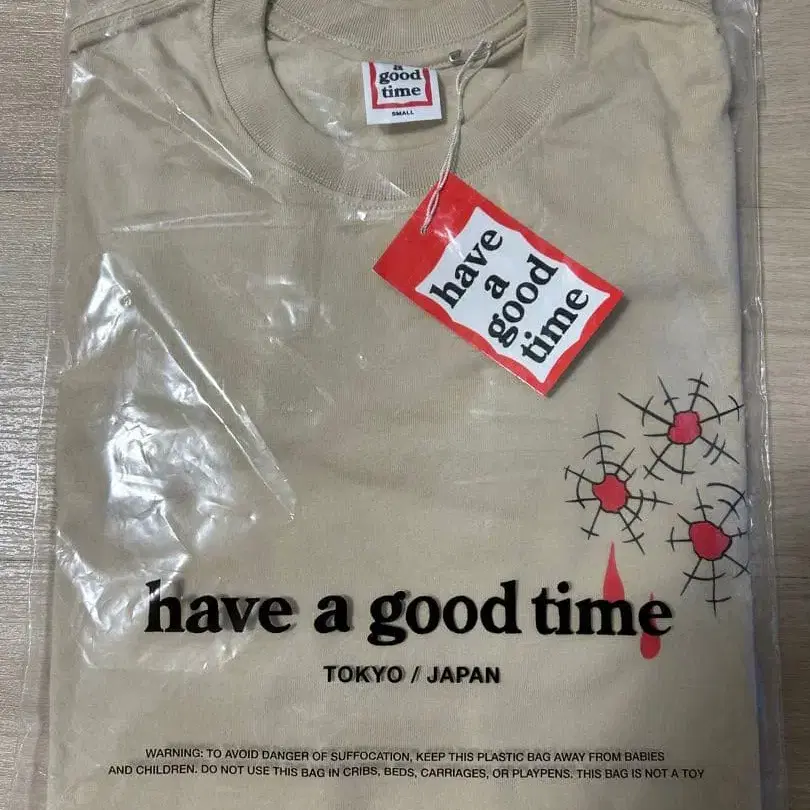 a
good
time
SMALL
have
a
good
time
have a good time
TOKYO / JAPAN
WARNING: TO AVOID DANGER OF SUFFOCATION, KEEP THIS PLASTIC BAG AWAY FROM BABIES
AND CHILDREN. DO NOT USE THIS BAG IN CRIBS, BEDS, CARRIAGES, OR PLAYPENS. THIS BAG IS NOT A TOY